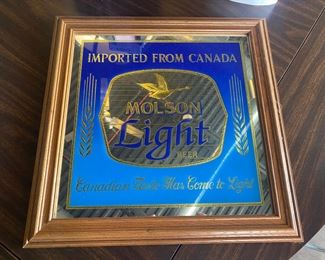 IMPORTED FROM CANADA
MOLSON
Light
BEER
Canadian Taste Has Come to Light